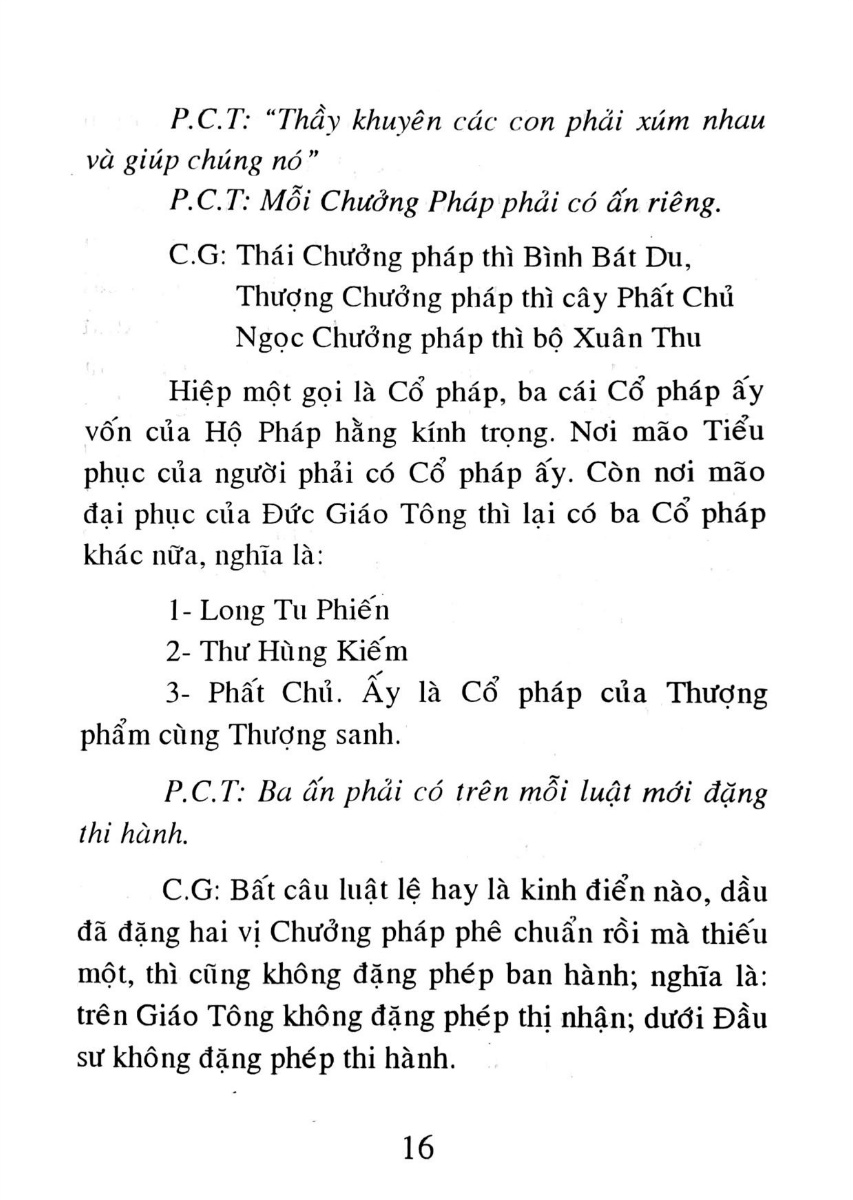 P.C.T: “Thầy khuyên các con phải xúm nhau
và giúp chúng nó”
P.C.T: Mỗi Chưởng Pháp phải có ấn riêng.
C.G: Thái Chưởng pháp thì Bình Bát Du,
Thượng Chưởng pháp thì cây Phất Chủ
Ngọc Chưởng pháp thì bộ Xuân Thu
Hiệp một gọi là Cổ pháp, ba cái Cổ pháp ấy
vốn của Hộ Pháp hằng kính trọng. Nơi mão Tiểu
phục của người phải có Cổ pháp ấy. Còn nơi mão
đại phục của Đức Giáo Tông thì lại có ba Cổ pháp
khác nữa, nghĩa là:
1- Long Tu Phiến
2- Thư Hùng Kiếm
3- Phất Chủ. Ấy là Cổ pháp của Thượng
phẩm cùng Thượng sanh.
P.C.T: Ba ấn phải có trên mỗi luật mới đặng
thi hành.
C.G: Bất câu luật lệ hay là kinh điển nào, dầu
đã đặng hai vị Chưởng pháp phê chuẩn rồi mà thiếu
một, thì cũng không đặng phép ban hành; nghĩa là:
trên Giáo Tông không đặng phép thị nhận; dưới Đầu
sư không đặng phép thi hành.
16